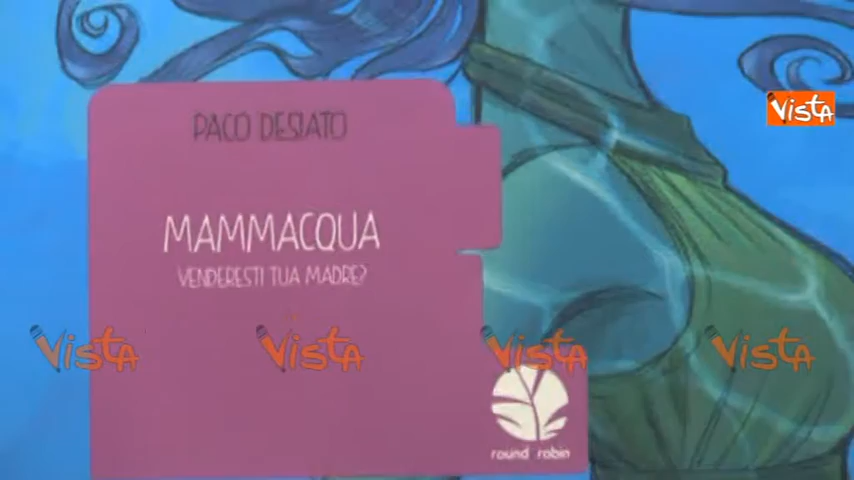 VISTA
PACO DESIATO
MAMMACQUA
VENDERESTI TUA MADRE?
VISTA VISTA VISTA VISTA
round robin